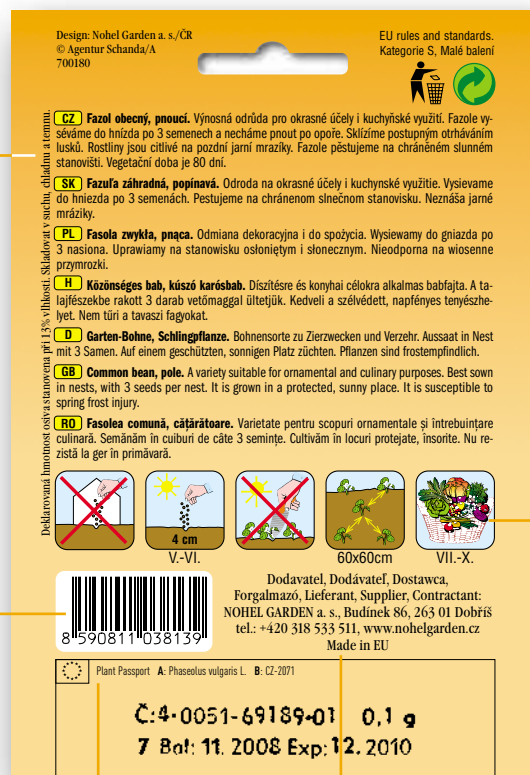 Design: Nohel Garden a. s./ČR
© Agentur Schanda/A
700180
EU rules and standards.
Kategorie S, Malé balení
Deklarovaná hmotnost osiva stanovena při 13% vlhkosti. Skladovat v suchu, chladnu a temnu.
CZ Fazol obecný, pnoucí. Výnosná odrůda pro okrasné účely i kuchyňské využití. Fazole vy-
séváme do hnízda po 3 semenech a necháme pnout po opoře. Sklízíme postupným otrháváním
lusků. Rostliny jsou citlivé na pozdní jarní mrazíky. Fazole pěstujeme na chráněném slunném
stanovišti. Vegetační doba je 80 dní.
SK Fazuľa záhradná, popínavá. Odroda na okrasné účely i kuchynské využitie. Vysievame
do hniezda po 3 semenách. Pestujeme na chránenom slnečnom stanovisku. Neznáša jarné
mráziky.
PL Fasola zwykła, pnąca. Odmiana dekoracyjna i do spożycia. Wysiewamy do gniazda po
3 nasiona. Uprawiamy na stanowisku osłoniętym i słonecznym. Nieodporna na wiosenne
przymrozki.
H Közönséges bab, kúszó karósbab. Díszítésre és konyhai célokra alkalmas babfajta. A ta-
lajfészekbe rakott 3 darab vetőmaggal ültetjük. Kedveli a szélvédett, napfényes tenyészhe-
lyet. Nem tűri a tavaszi fagyokat.
D Garten-Bohne, Schlingpflanze. Bohnensorte zu Zierzwecken und Verzehr. Aussaat in Nest
mit 3 Samen. Auf einem geschützten, sonnigen Platz züchten. Pflanzen sind frostempfindlich.
GB Common bean, pole. A variety suitable for ornamental and culinary purposes. Best sown
in nests, with 3 seeds per nest. It is grown in a protected, sunny place. It is susceptible to
spring frost injury.
RO Fasolea comună, cățărătoare. Varietate pentru scopuri ornamentale și întrebuințare
culinară. Semănăm în cuiburi de câte 3 semințe. Cultivăm în locuri protejate, însorite. Nu re-
zistă la ger în primăvară.
4 cm
V.-VI.
60x60cm
VII.-X.
Dodavatel, Dodávateľ, Dostawca,
Forgalmazó, Lieferant, Supplier, Contractant:
NOHEL GARDEN a. s., Budínek 86, 263 01 Dobříš
tel.: +420 318 533 511, www.nohelgarden.cz
Made in EU
8 590811 038139
Plant Passport A: Phaseolus vulgaris L. B: CZ-2071
Č:4-0051-69189-01 0,1 g
7 Bal: 11. 2008 Exp: 12. 2010